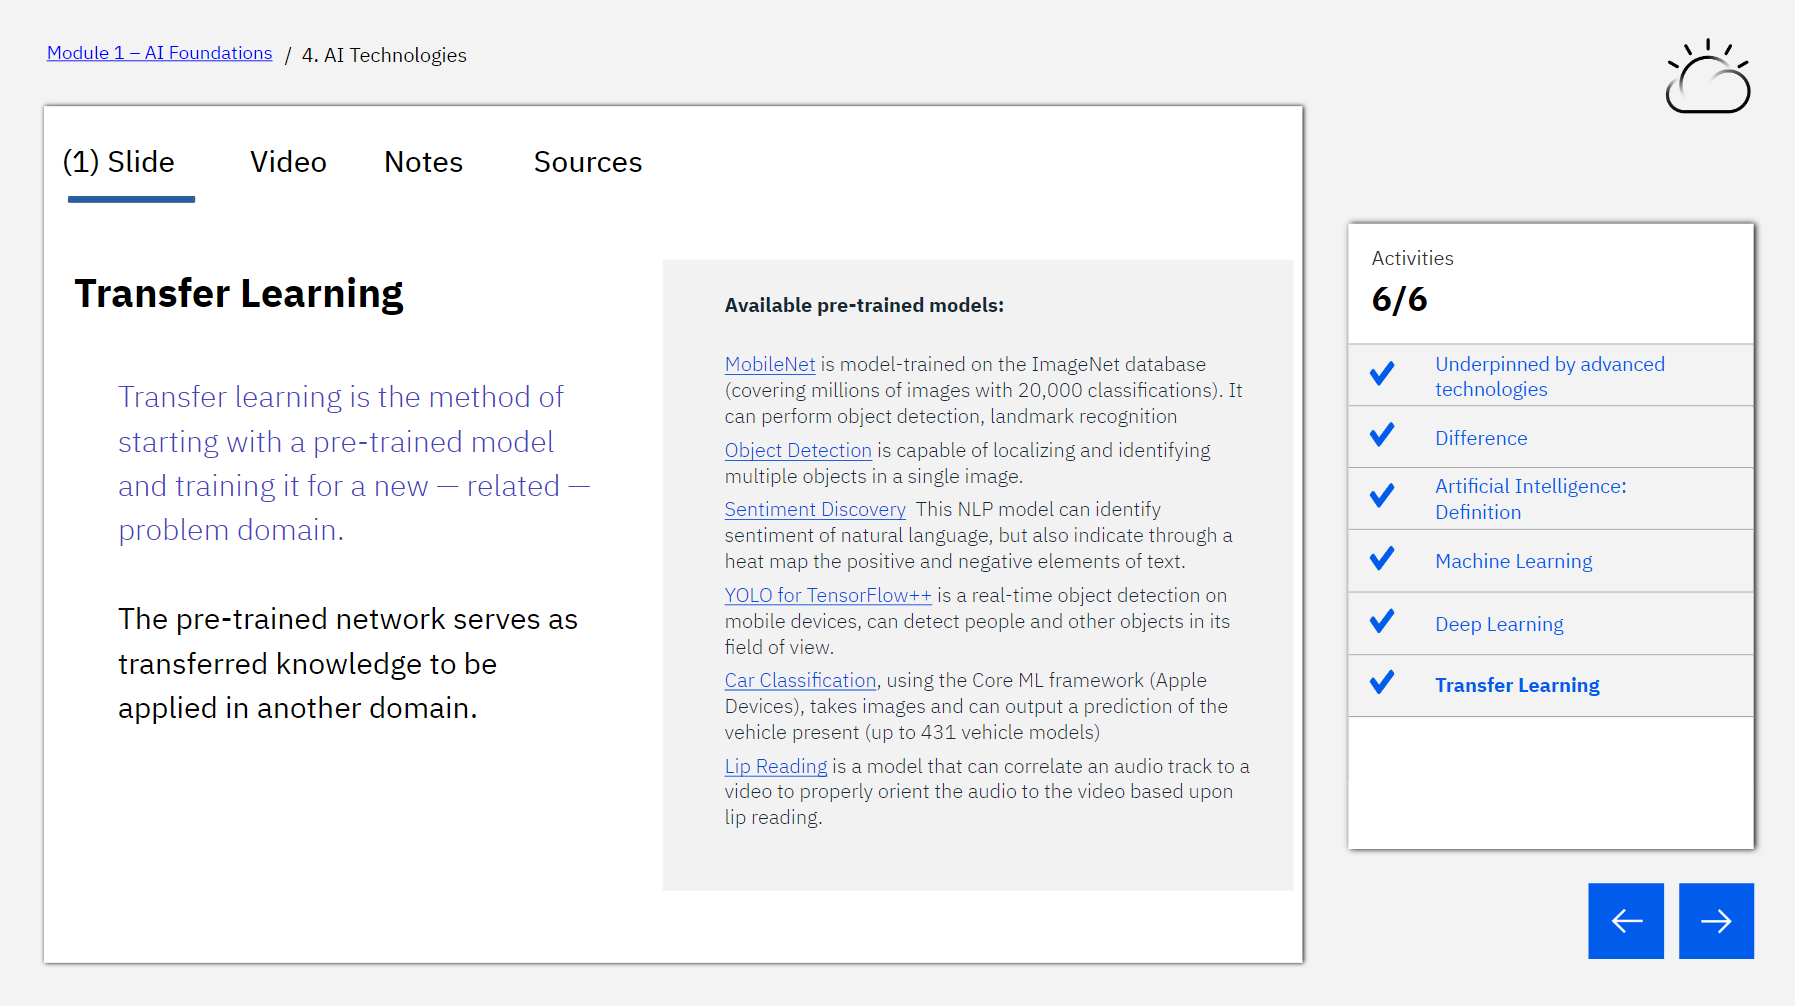 Module 1 – AI Foundations / 4. AI Technologies
(1) Slide Video Notes Sources
Transfer Learning
Transfer learning is the method of
starting with a pre-trained model
and training it for a new — related —
problem domain.
The pre-trained network serves as
transferred knowledge to be
applied in another domain.
Available pre-trained models:
MobileNet is model-trained on the ImageNet database
(covering millions of images with 20,000 classifications). It
can perform object detection, landmark recognition
Object Detection is capable of localizing and identifying
multiple objects in a single image.
Sentiment Discovery This NLP model can identify
sentiment of natural language, but also indicate through a
heat map the positive and negative elements of text.
YOLO for TensorFlow++ is a real-time object detection on
mobile devices, can detect people and other objects in its
field of view.
Car Classification, using the Core ML framework (Apple
Devices), takes images and can output a prediction of the
vehicle present (up to 431 vehicle models)
Lip Reading is a model that can correlate an audio track to a
video to properly orient the audio to the video based upon
lip reading.
Activities
6/6
Underpinned by advanced
technologies
Difference
Artificial Intelligence:
Definition
Machine Learning
Deep Learning
Transfer Learning